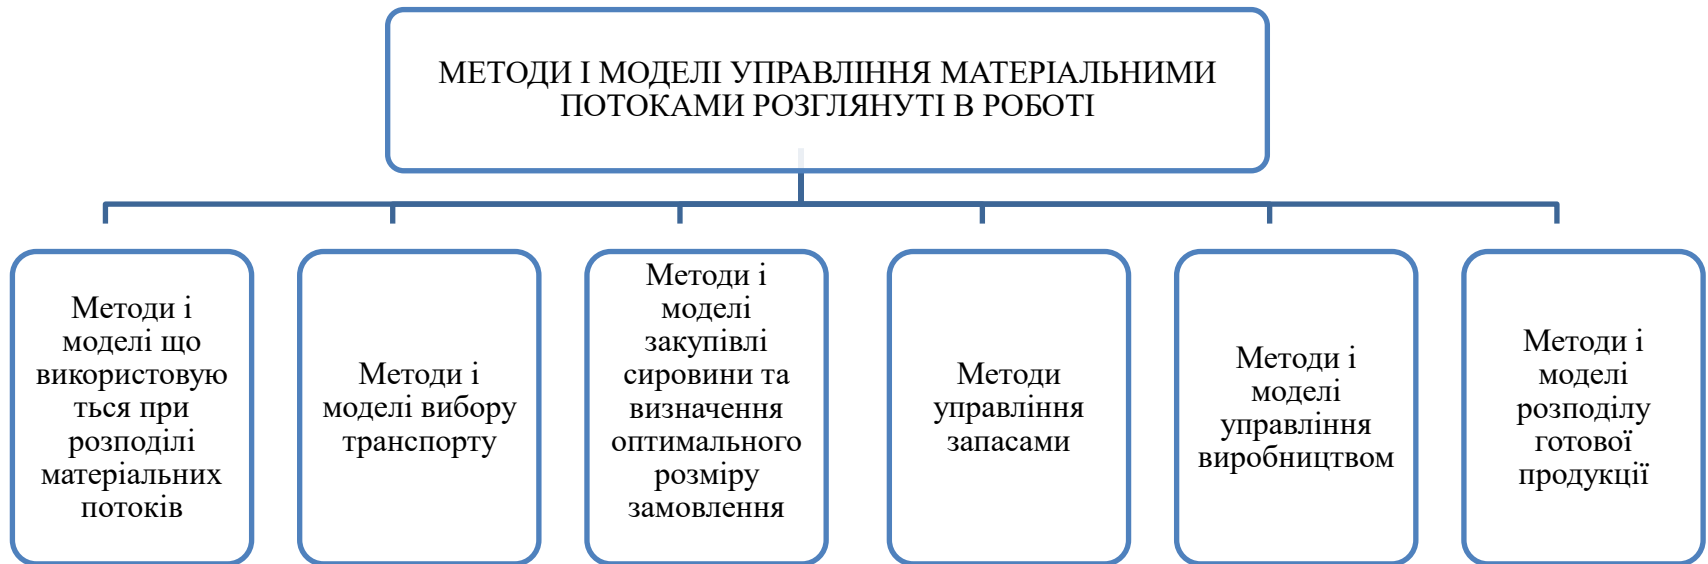 МЕТОДИ І МОДЕЛІ УПРАВЛІННЯ МАТЕРІАЛЬНИМИ
ПОТОКАМИ РОЗГЛЯНУТІ В РОБОТІ
Методи і
моделі що
використовую
ться при
розподілі
матеріальних
потоків
Методи і
моделі вибору
транспорту
Методи і
моделі
закупівлі
сировини та
визначення
оптимального
розміру
замовлення
Методи
управління
запасами
Методи і
моделі
управління
виробництвом
Методи і
моделі
розподілу
готової
продукції